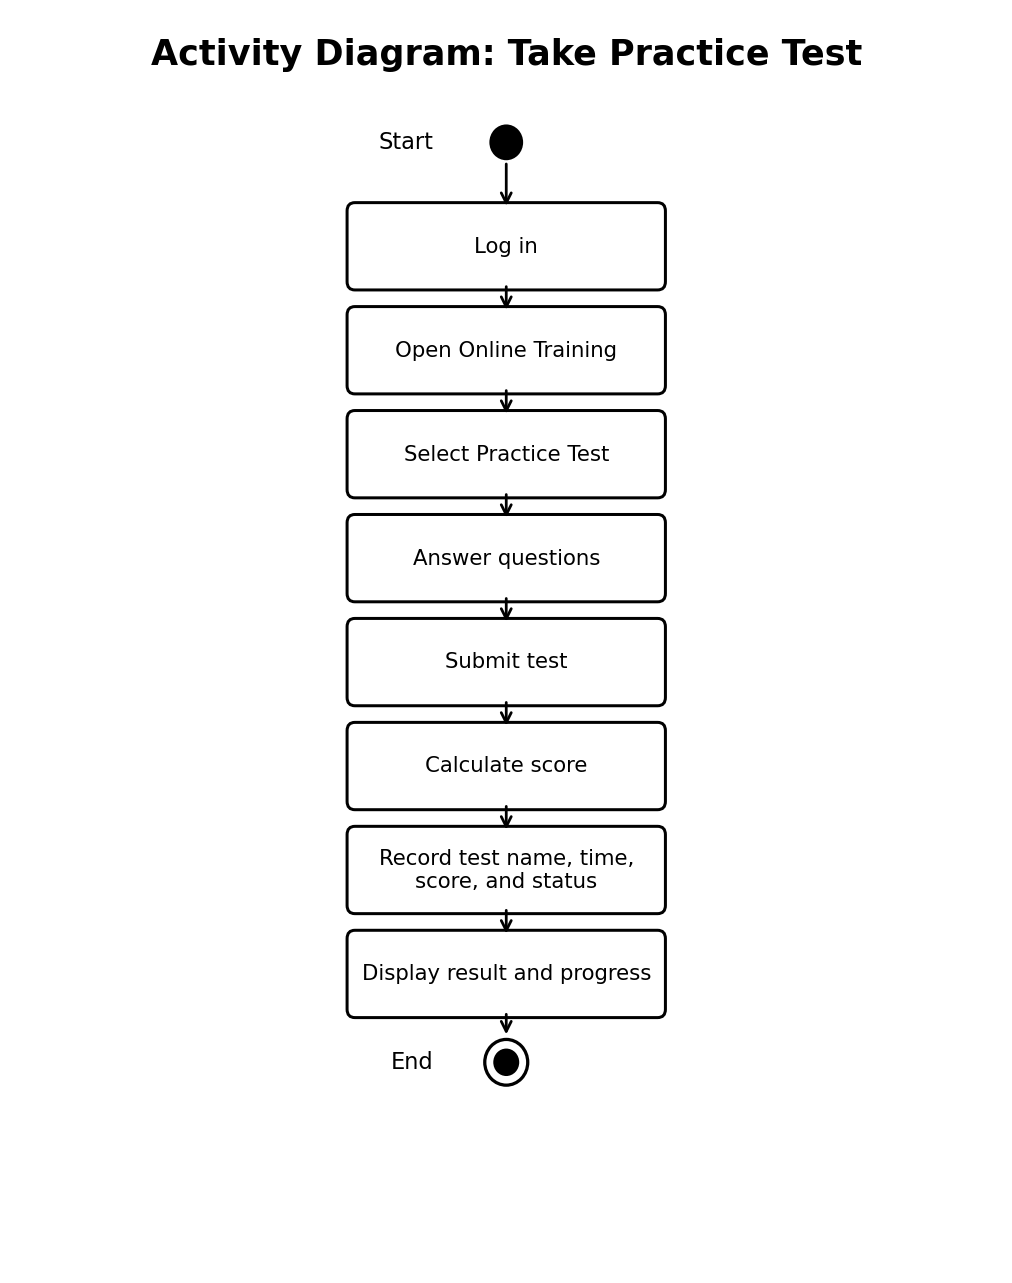 Activity Diagram: Take Practice Test
Start
Log in
Open Online Training
Select Practice Test
Answer questions
Submit test
Calculate score
Record test name, time,
score, and status
Display result and progress
End